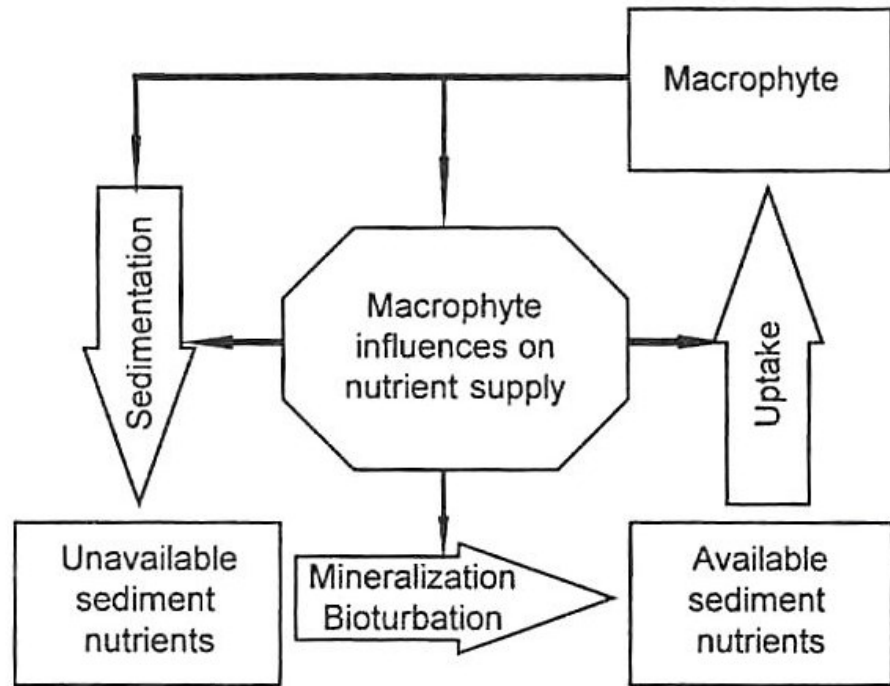 Macrophyte
Sedimentation
Macrophyte
influences on
nutrient supply
Uptake
Unavailable
sediment
nutrients
Mineralization
Bioturbation
Available
sediment
nutrients